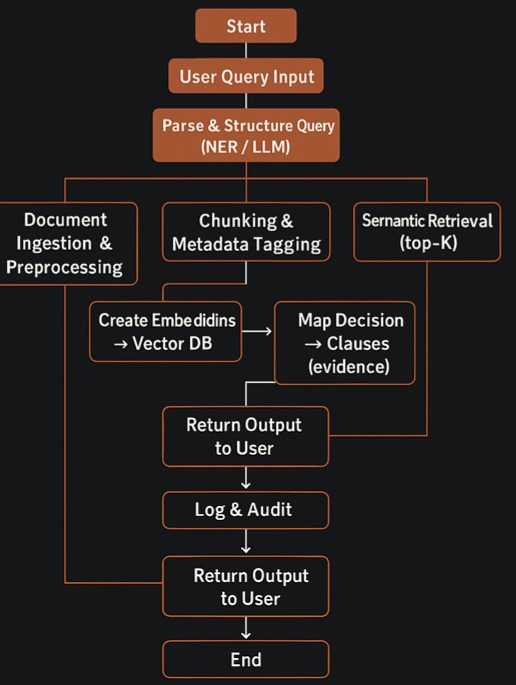 Start
User Query Input
Parse & Structure Query
(NER / LLM)
Document
Ingestion &
Preprocessing
Chunking &
Metadata Tagging
Sernantic Retrieval
(top-K)
Create Embedidins
→ Vector DB
Map Decision
→ Clauses
(evidence)
Return Output
to User
Log & Audit
Return Output
to User
End